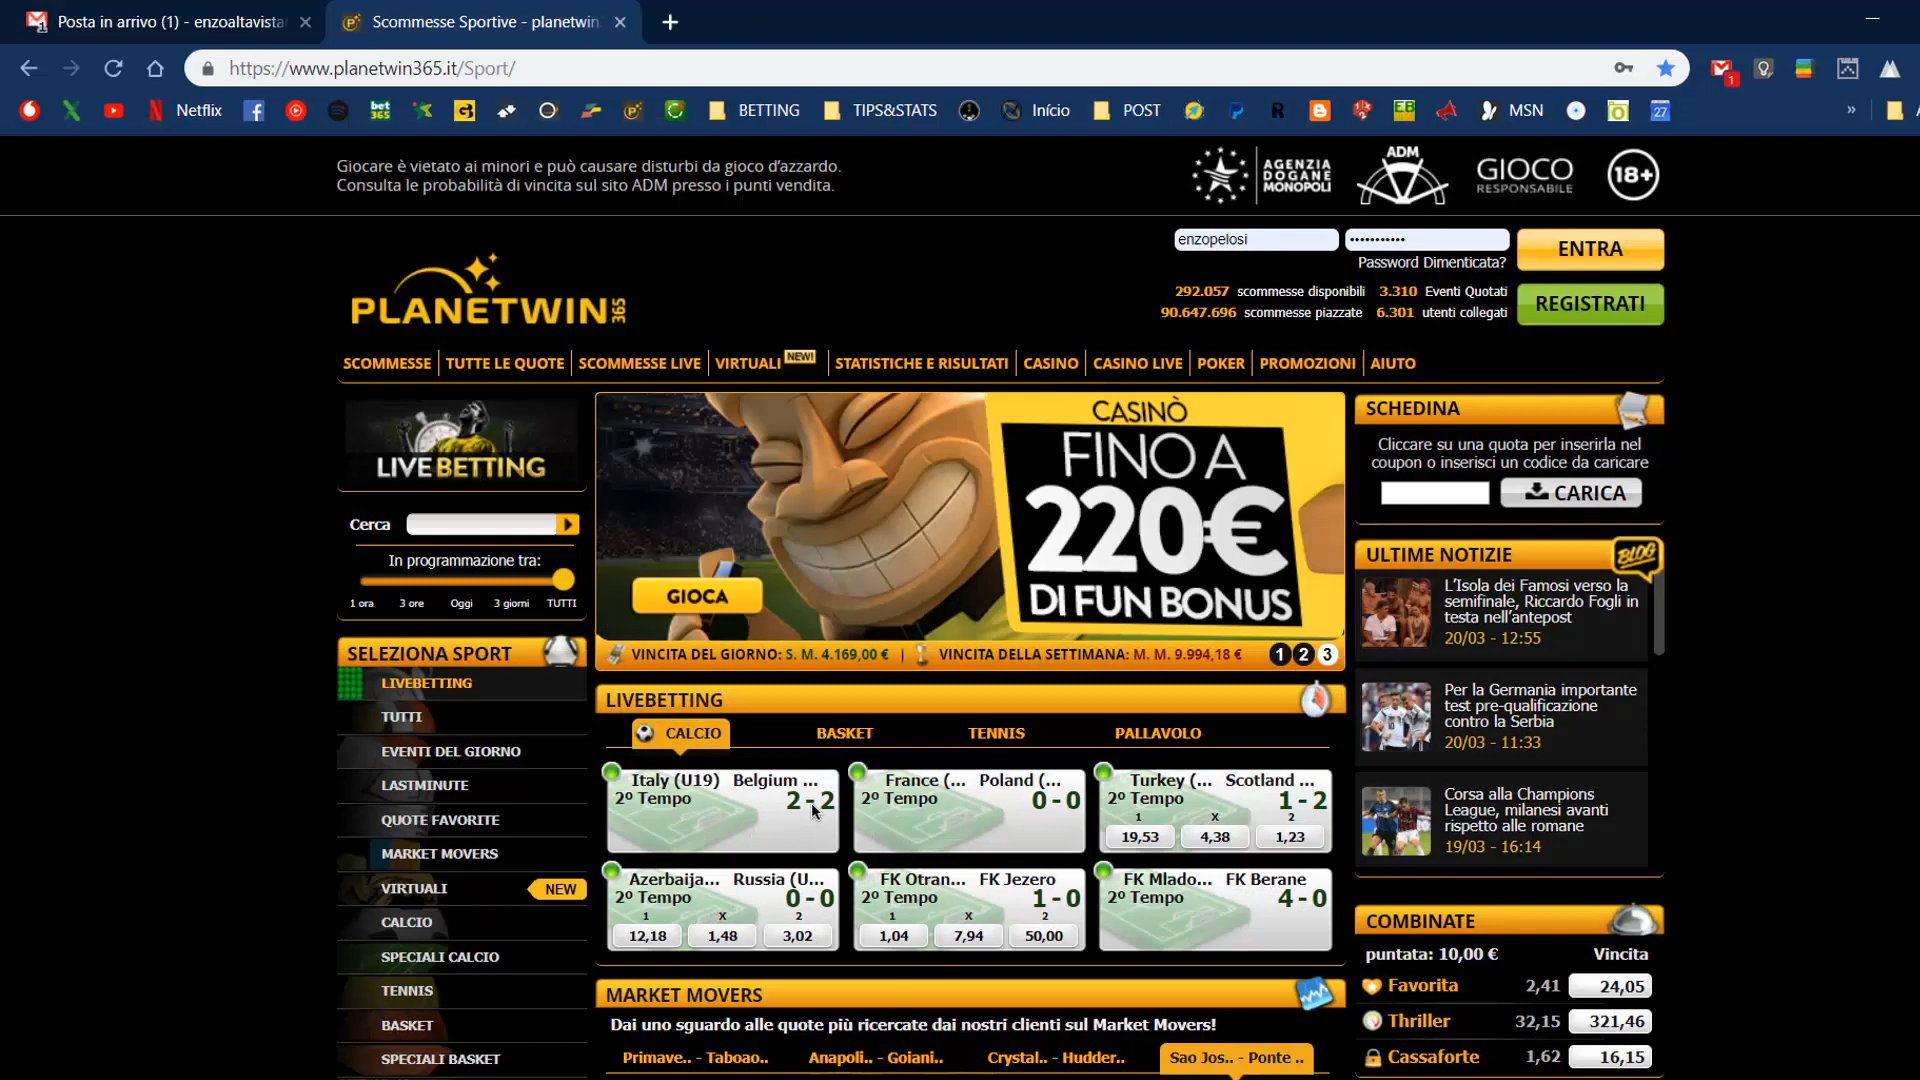 Posta in arrivo (1) - enzoaltavista
Scommesse Sportive - planetwin
https://www.planetwin365.it/Sport/
1
Netflix
bet365
BETTING
TIPS&STATS
Início
POST
R
EB
MSN
27
»
Giocare è vietato ai minori e può causare disturbi da gioco d'azzardo.
Consulta le probabilità di vincita sul sito ADM presso i punti vendita.
AGENZIA
DOGANE
MONOPOLI
ADM
GIOCO
RESPONSABILE
18+
PLANETWIN365
enzopelosi
•••••••••••
ENTRA
Password Dimenticata?
292.057 scommesse disponibili 3.310 Eventi Quotati
90.647.696 scommesse piazzate 6.301 utenti collegati
REGISTRATI
SCOMMESSE TUTTE LE QUOTE SCOMMESSE LIVE VIRTUALI NEW! STATISTICHE E RISULTATI CASINO CASINO LIVE POKER PROMOZIONI AIUTO
LIVE BETTING
Cerca
In programmazione tra:
1 ora 3 ore Oggi 3 giorni TUTTI
SELEZIONA SPORT
LIVEBETTING
TUTTI
EVENTI DEL GIORNO
LASTMINUTE
QUOTE FAVORITE
MARKET MOVERS
VIRTUALI NEW
CALCIO
SPECIALI CALCIO
TENNIS
BASKET
SPECIALI BASKET
CASINÒ
FINO A
220€
DI FUN BONUS
GIOCA
VINCITA DEL GIORNO: S. M. 4.169,00 € | VINCITA DELLA SETTIMANA: M. M. 9.994,18 €
1 2 3
LIVEBETTING
CALCIO BASKET TENNIS PALLAVOLO
Italy (U19) Belgium ...
2º Tempo 2 - 2
France (... Poland (...
2º Tempo 0 - 0
Turkey (... Scotland ...
2º Tempo 1 - 2
1 X 2
19,53 4,38 1,23
Azerbaija... Russia (U...
2º Tempo 0 - 0
1 X 2
12,18 1,48 3,02
FK Otran... FK Jezero
2º Tempo 1 - 0
1 X 2
1,04 7,94 50,00
FK Mlado... FK Berane
2º Tempo 4 - 0
MARKET MOVERS
Dai uno sguardo alle quote più ricercate dai nostri clienti sul Market Movers!
Primave.. - Taboao.. Anapoli.. - Goiani.. Crystal.. - Hudder.. Sao Jos.. - Ponte ..
SCHEDINA
Cliccare su una quota per inserirla nel
coupon o inserisci un codice da caricare
CARICA
ULTIME NOTIZIE
BLOG
L'Isola dei Famosi verso la
semifinale, Riccardo Fogli in
testa nell'antepost
20/03 - 12:55
Per la Germania importante
test pre-qualificazione
contro la Serbia
20/03 - 11:33
Corsa alla Champions
League, milanesi avanti
rispetto alle romane
19/03 - 16:14
COMBINATE
puntata: 10,00 € Vincita
Favorita 2,41 24,05
Thriller 32,15 321,46
Cassaforte 1,62 16,15